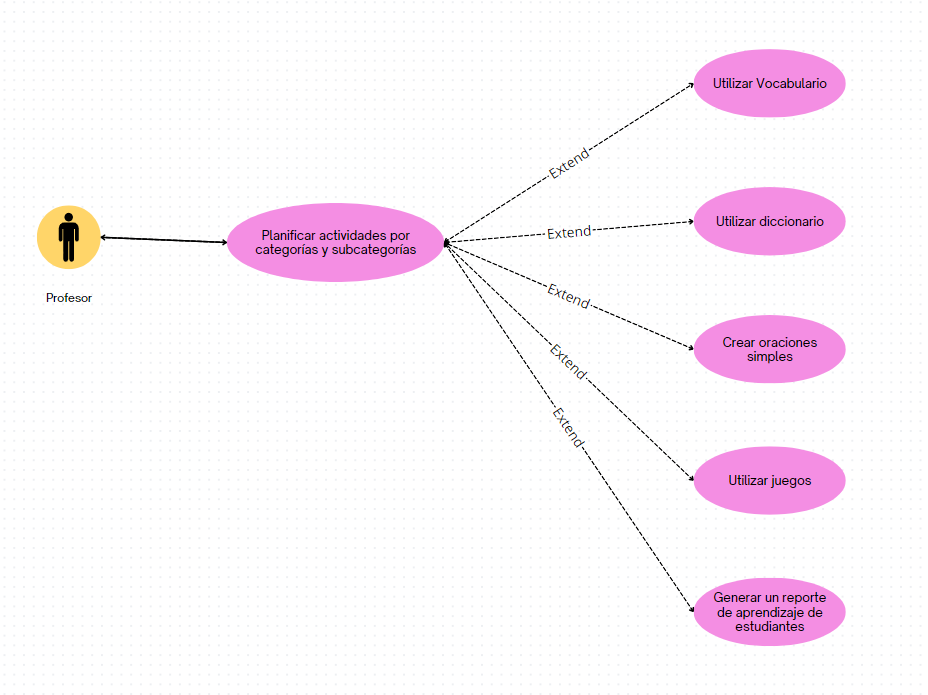 Utilizar Vocabulario
Extend
Utilizar diccionario
Extend
Planificar actividades por
categorías y subcategorías
Profesor
Extend
Crear oraciones
simples
Extend
Utilizar juegos
Extend
Generar un reporte
de aprendizaje de
estudiantes